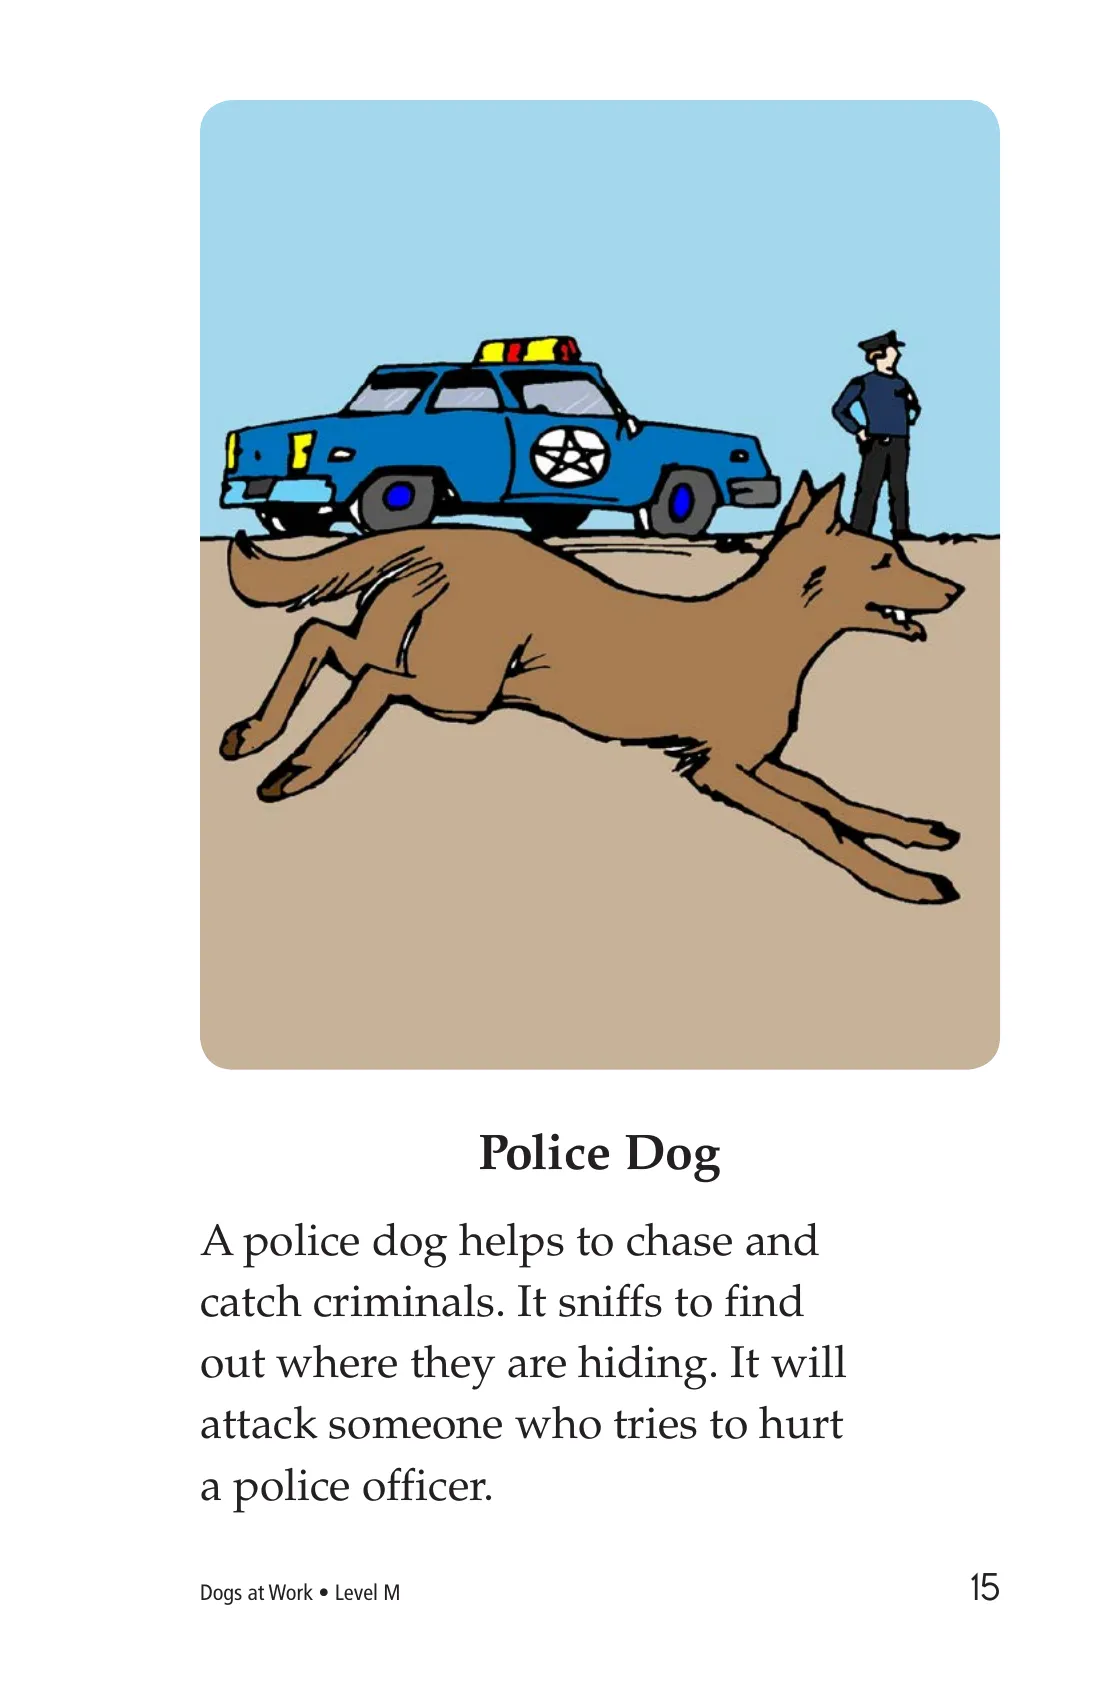 Police Dog
A police dog helps to chase and
catch criminals. It sniffs to find
out where they are hiding. It will
attack someone who tries to hurt
a police officer.
Dogs at Work • Level M
15